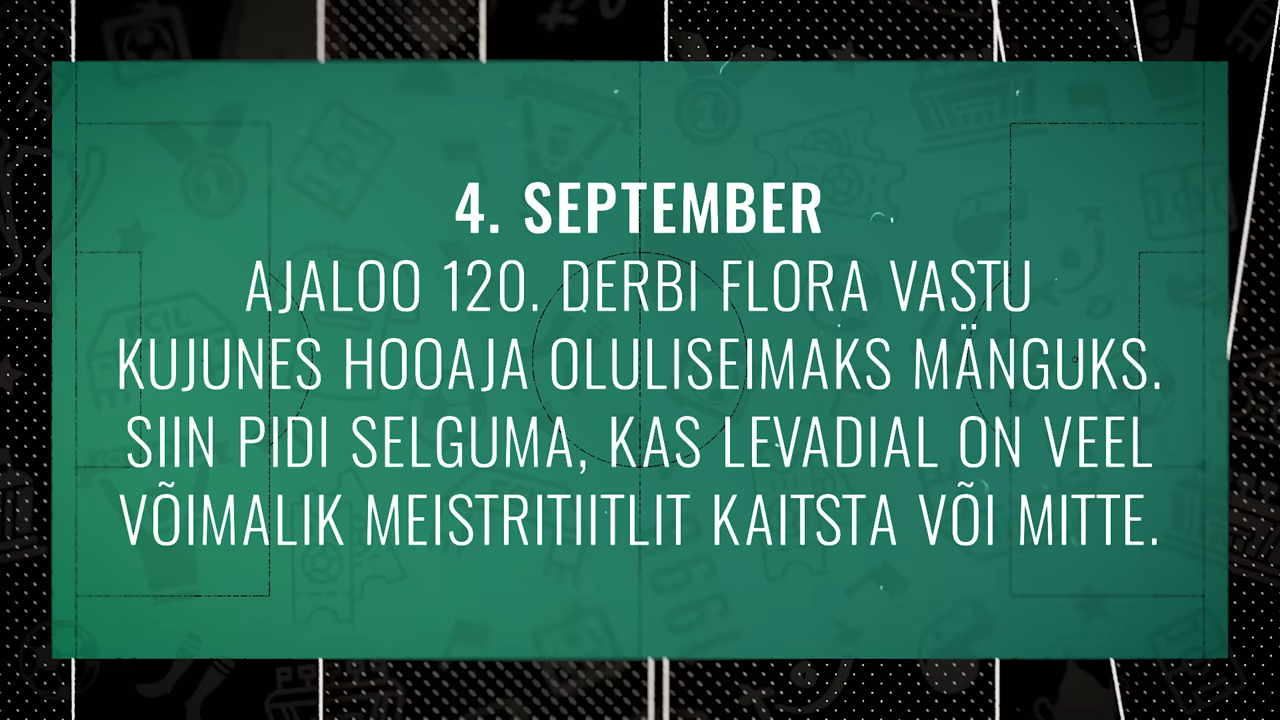 4. SEPTEMBER
AJALOO 120. DERBI FLORA VASTU
KUJUNES HOOAJA OLULISEIMAKS MÄNGUKS.
SIIN PIDI SELGUMA, KAS LEVADIAL ON VEEL
VÕIMALIK MEISTRITIITLIT KAITSTA VÕI MITTE.